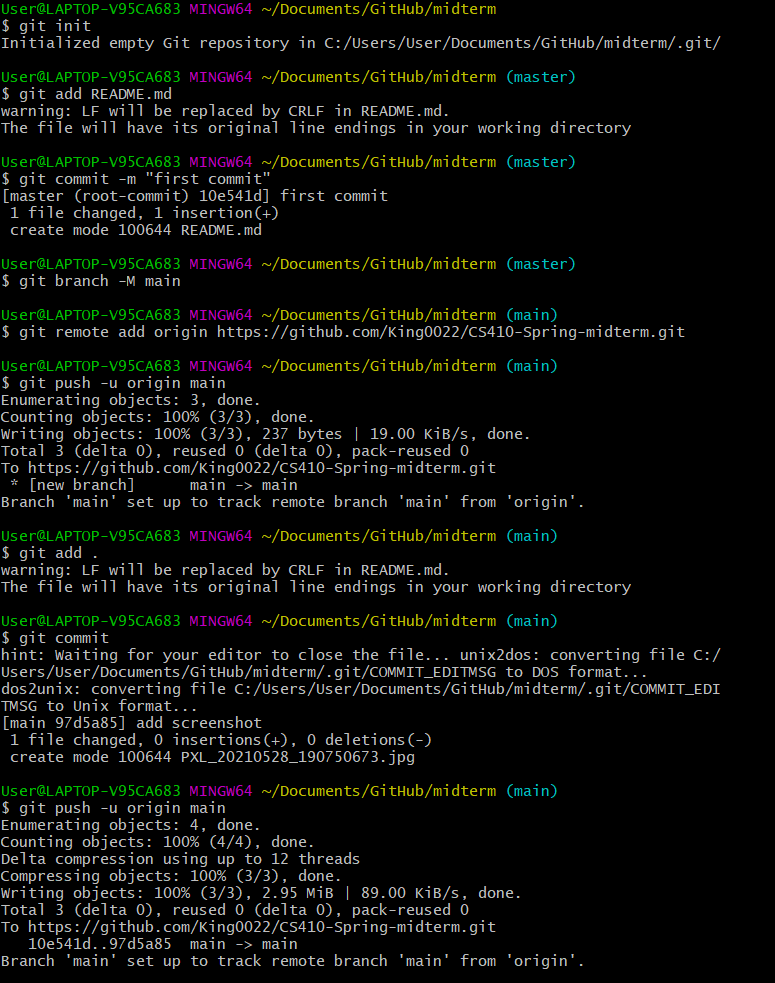 User@LAPTOP-V95CA683 MINGW64 ~/Documents/GitHub/midterm
$ git init
Initialized empty Git repository in C:/Users/User/Documents/GitHub/midterm/.git/

User@LAPTOP-V95CA683 MINGW64 ~/Documents/GitHub/midterm (master)
$ git add README.md
warning: LF will be replaced by CRLF in README.md.
The file will have its original line endings in your working directory

User@LAPTOP-V95CA683 MINGW64 ~/Documents/GitHub/midterm (master)
$ git commit -m "first commit"
[master (root-commit) 10e541d] first commit
 1 file changed, 1 insertion(+)
 create mode 100644 README.md

User@LAPTOP-V95CA683 MINGW64 ~/Documents/GitHub/midterm (master)
$ git branch -M main

User@LAPTOP-V95CA683 MINGW64 ~/Documents/GitHub/midterm (main)
$ git remote add origin https://github.com/King0022/CS410-Spring-midterm.git

User@LAPTOP-V95CA683 MINGW64 ~/Documents/GitHub/midterm (main)
$ git push -u origin main
Enumerating objects: 3, done.
Counting objects: 100% (3/3), done.
Writing objects: 100% (3/3), 237 bytes | 19.00 KiB/s, done.
Total 3 (delta 0), reused 0 (delta 0), pack-reused 0
To https://github.com/King0022/CS410-Spring-midterm.git
 * [new branch]      main -> main
Branch 'main' set up to track remote branch 'main' from 'origin'.

User@LAPTOP-V95CA683 MINGW64 ~/Documents/GitHub/midterm (main)
$ git add .
warning: LF will be replaced by CRLF in README.md.
The file will have its original line endings in your working directory

User@LAPTOP-V95CA683 MINGW64 ~/Documents/GitHub/midterm (main)
$ git commit
hint: Waiting for your editor to close the file... unix2dos: converting file C:/
Users/User/Documents/GitHub/midterm/.git/COMMIT_EDITMSG to DOS format...
dos2unix: converting file C:/Users/User/Documents/GitHub/midterm/.git/COMMIT_EDI
TMSG to Unix format...
[main 97d5a85] add screenshot
 1 file changed, 0 insertions(+), 0 deletions(-)
 create mode 100644 PXL_20210528_190750673.jpg

User@LAPTOP-V95CA683 MINGW64 ~/Documents/GitHub/midterm (main)
$ git push -u origin main
Enumerating objects: 4, done.
Counting objects: 100% (4/4), done.
Delta compression using up to 12 threads
Compressing objects: 100% (3/3), done.
Writing objects: 100% (3/3), 2.95 MiB | 89.00 KiB/s, done.
Total 3 (delta 0), reused 0 (delta 0), pack-reused 0
To https://github.com/King0022/CS410-Spring-midterm.git
   10e541d..97d5a85  main -> main
Branch 'main' set up to track remote branch 'main' from 'origin'.